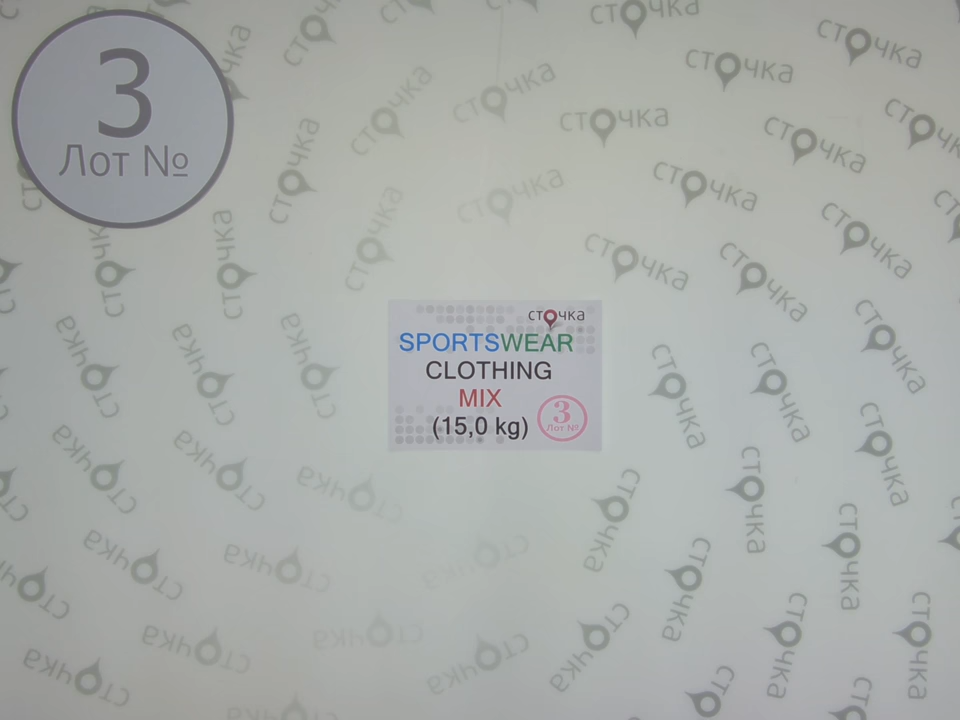 3
Лот №
сточка
SPORTSWEAR
CLOTHING
MIX
(15,0 kg)
3
Лот №